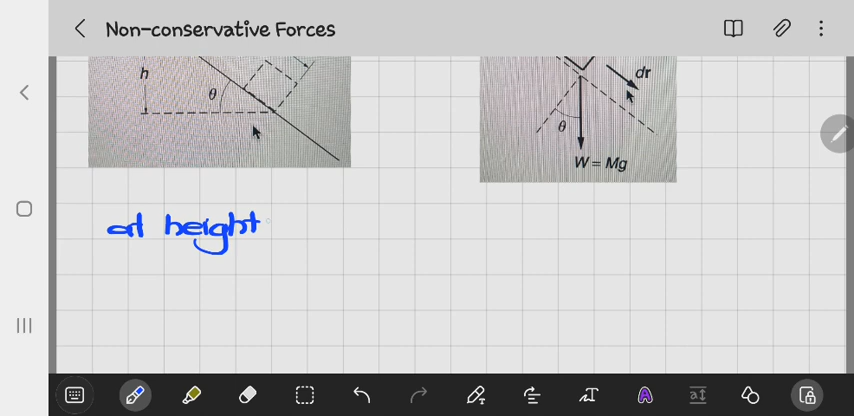 Non-conservative Forces
h
θ
dr
θ
W = Mg
at height